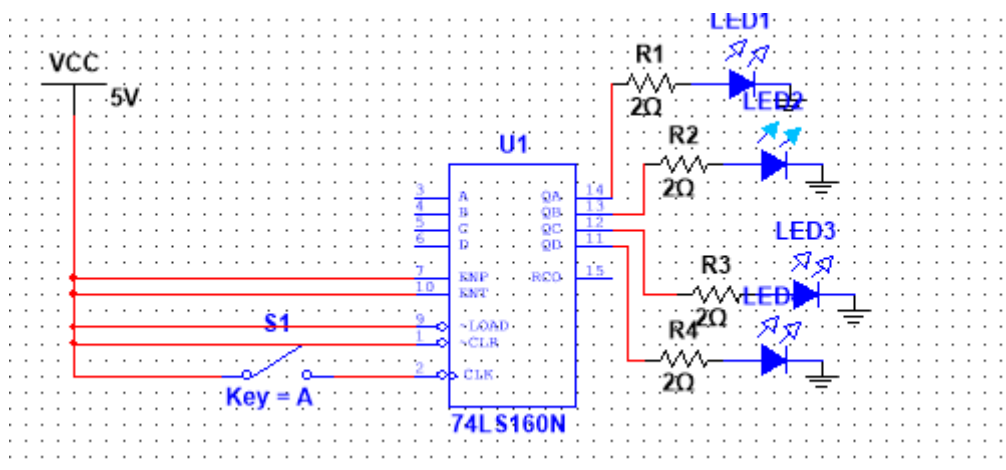 LED1
VCC
5V
R1
2Ω
LED2
R2
2Ω
U1
3 A QA 14
4 B QB 13
5 C QC 12
6 D QD 11
7 ENP RCO 15
10 ENT
9 ~LOAD
1 ~CLR
2 CLK
74LS160N
S1
Key = A
LED3
R3
2Ω
LED
R4
2Ω